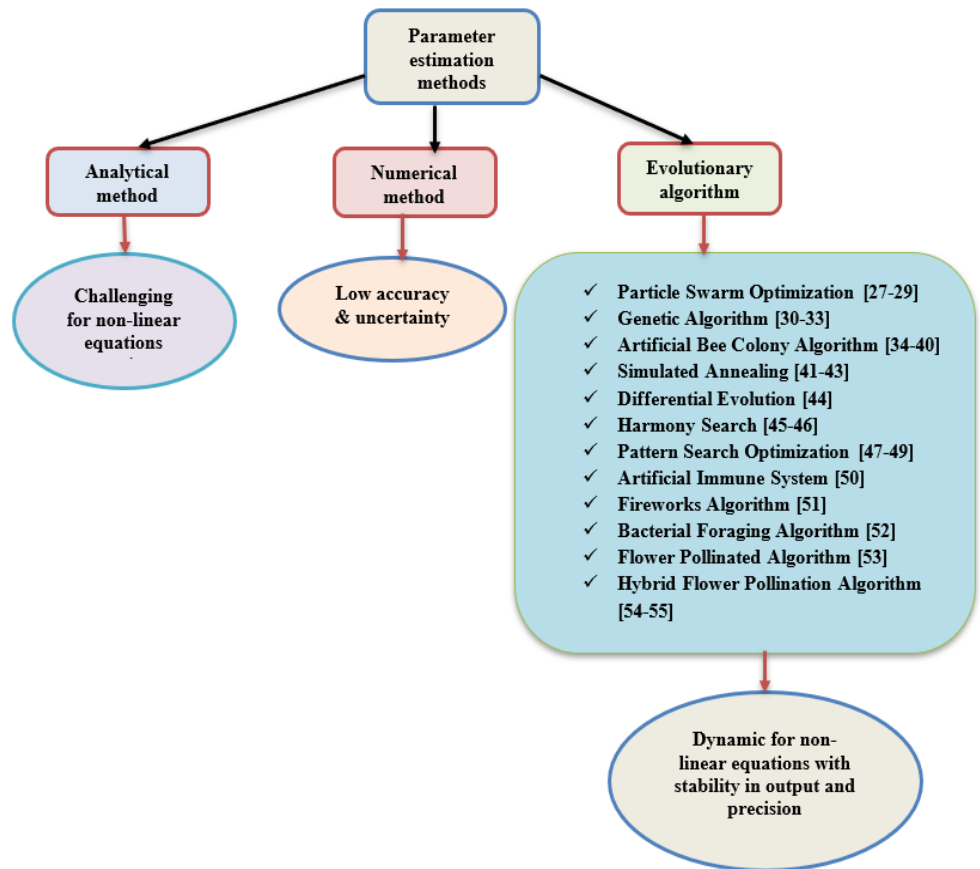 Parameter
estimation
methods
Analytical
method
Numerical
method
Evolutionary
algorithm
Challenging
for non-linear
equations
Low accuracy
& uncertainty
✓ Particle Swarm Optimization [27-29]
✓ Genetic Algorithm [30-33]
✓ Artificial Bee Colony Algorithm [34-40]
✓ Simulated Annealing [41-43]
✓ Differential Evolution [44]
✓ Harmony Search [45-46]
✓ Pattern Search Optimization [47-49]
✓ Artificial Immune System [50]
✓ Fireworks Algorithm [51]
✓ Bacterial Foraging Algorithm [52]
✓ Flower Pollinated Algorithm [53]
✓ Hybrid Flower Pollination Algorithm
[54-55]
Dynamic for non-
linear equations with
stability in output and
precision